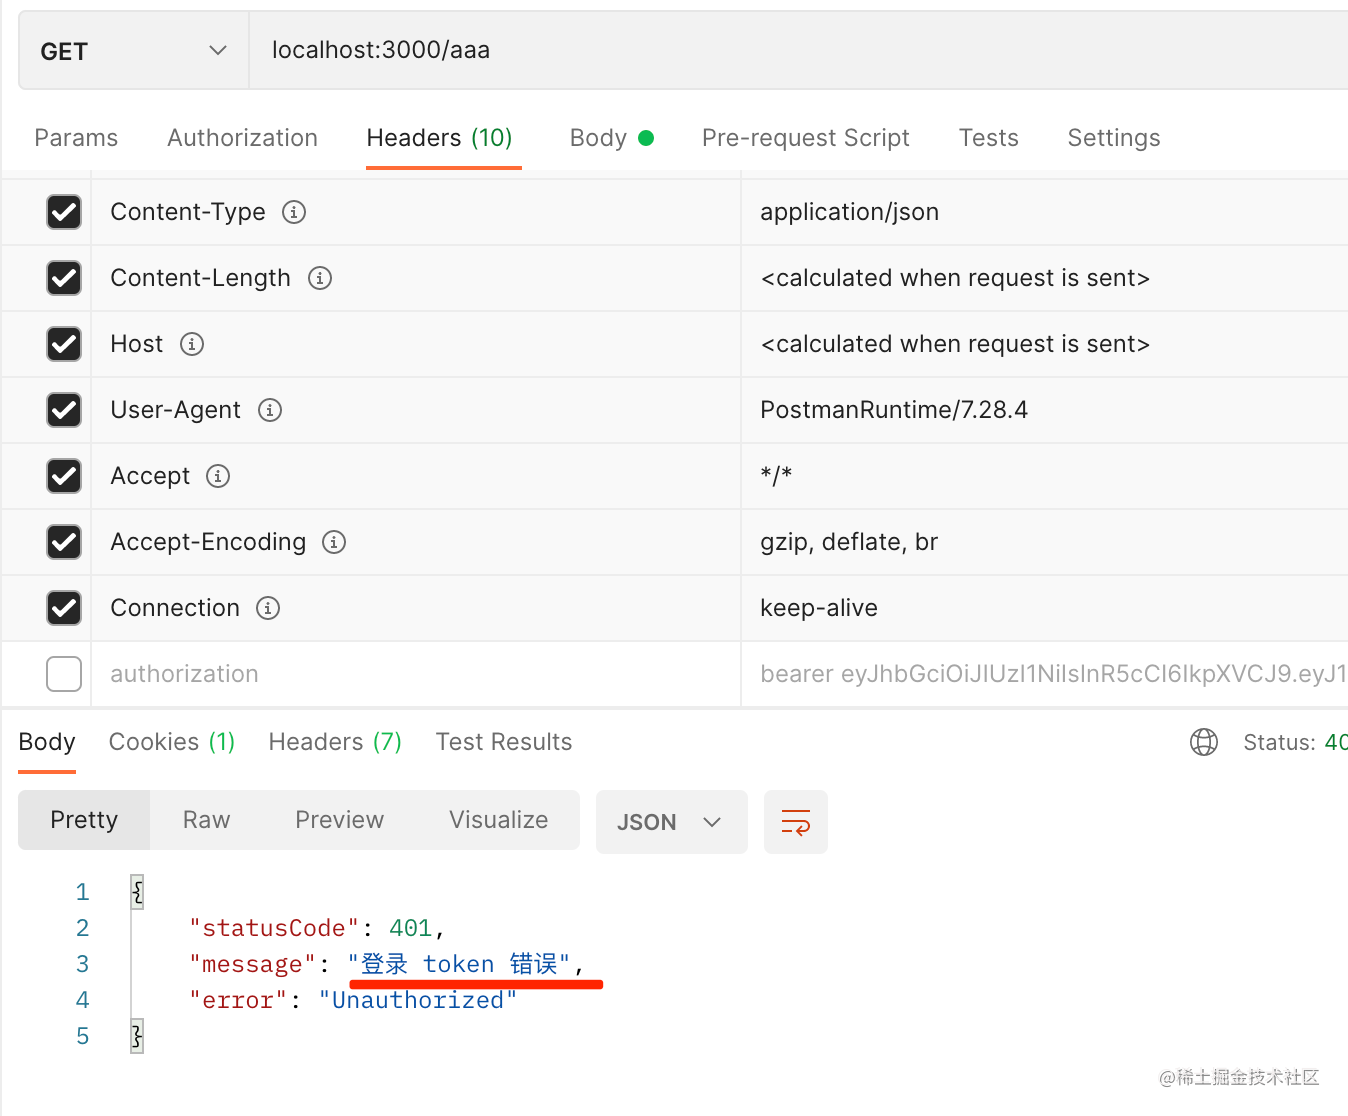 GET localhost:3000/aaa
Params Authorization Headers (10) Body Pre-request Script Tests Settings
Content-Type application/json
Content-Length <calculated when request is sent>
Host <calculated when request is sent>
User-Agent PostmanRuntime/7.28.4
Accept */*
Accept-Encoding gzip, deflate, br
Connection keep-alive
authorization bearer eyJhbGciOiJIUzI1NiIsInR5cCI6IkpXVCJ9.eyJ1
Body Cookies (1) Headers (7) Test Results Status: 40
Pretty Raw Preview Visualize JSON
1 {
2 "statusCode": 401,
3 "message": "登录 token 错误",
4 "error": "Unauthorized"
5 }
@稀土掘金技术社区